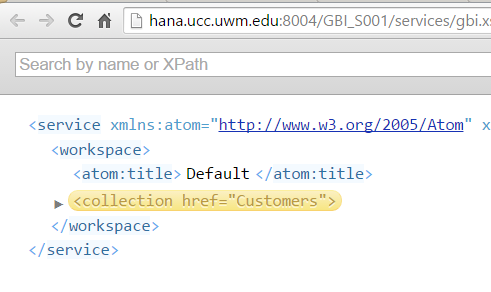 hana.ucc.uwm.edu:8004/GBI_S001/services/gbi.xs
Search by name or XPath
<service xmlns:atom="http://www.w3.org/2005/Atom" x
<workspace>
<atom:title> Default </atom:title>
<collection href="Customers">
</workspace>
</service>